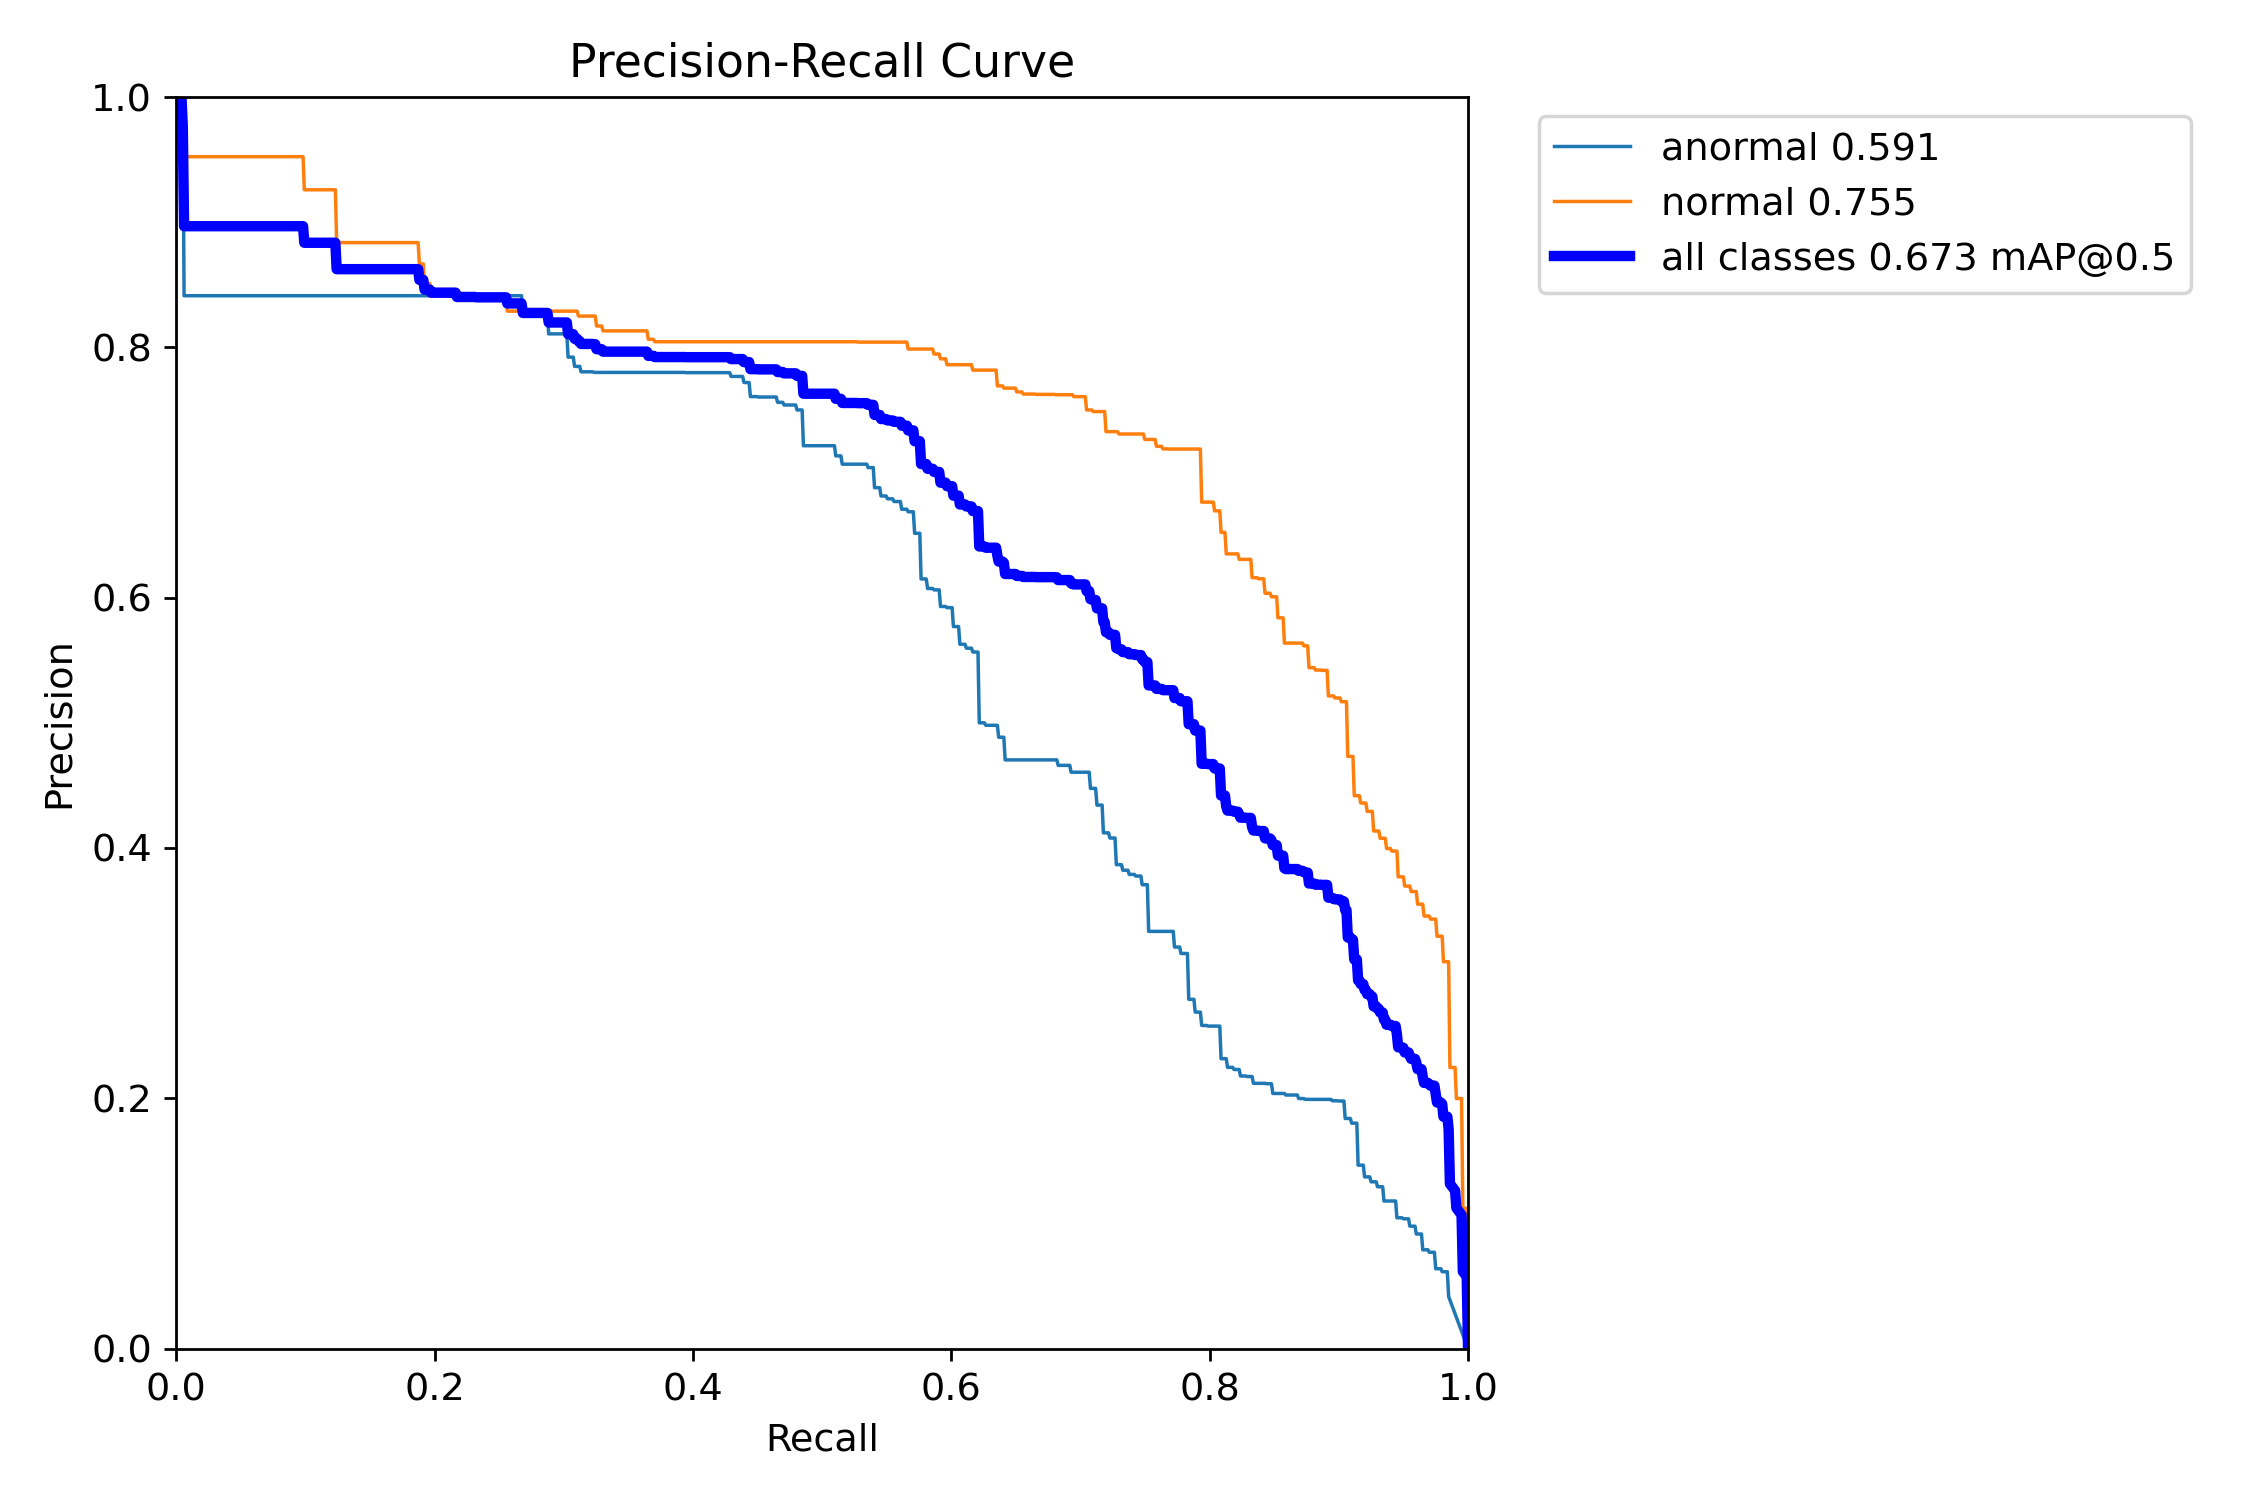 Precision-Recall Curve
anormal 0.591
normal 0.755
all classes 0.673 mAP@0.5
Precision
1.0
0.8
0.6
0.4
0.2
0.0
0.0 0.2 0.4 0.6 0.8 1.0
Recall